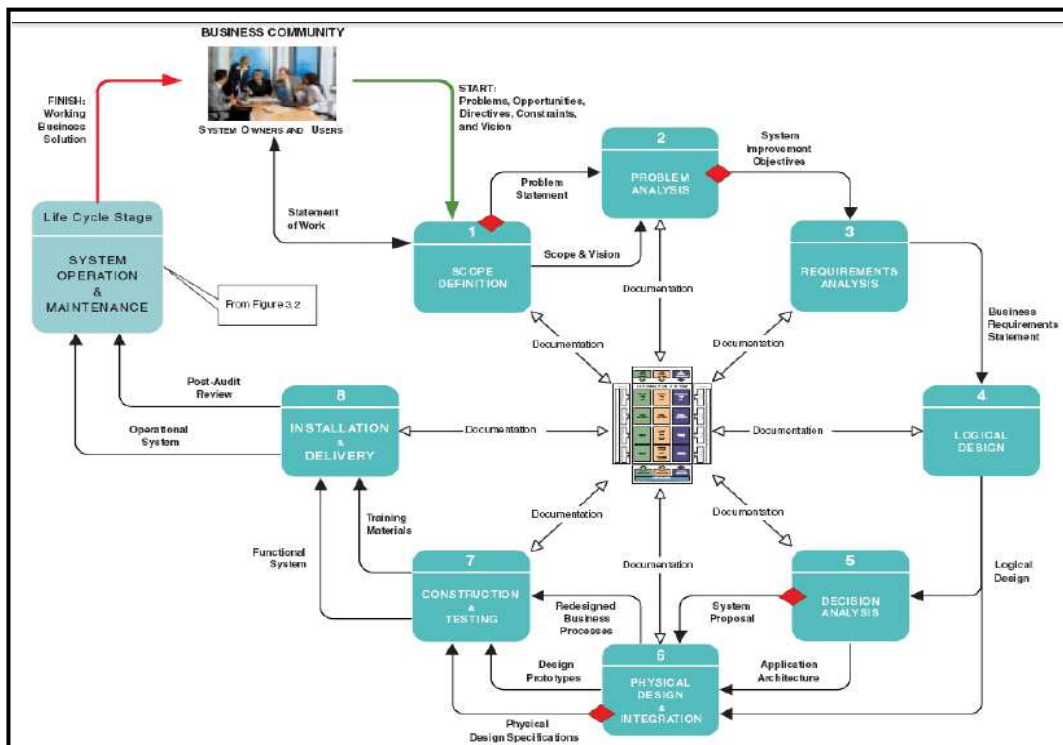 BUSINESS COMMUNITY
SYSTEM OWNERS AND USERS
FINISH:
Working
Business
Solution
START:
Problems, Opportunities,
Directives, Constraints,
and Vision
Statement
of Work
Life Cycle Stage
SYSTEM
OPERATION
&
MAINTENANCE
From Figure 3.2
1
SCOPE
DEFINITION
Problem
Statement
Scope & Vision
2
PROBLEM
ANALYSIS
System
Improvement
Objectives
3
REQUIREMENTS
ANALYSIS
Business
Requirements
Statement
Documentation
Documentation
Documentation
Post-Audit
Review
Operational
System
8
INSTALLATION
&
DELIVERY
Documentation
Documentation
4
LOGICAL
DESIGN
Training
Materials
Functional
System
Documentation
Documentation
Documentation
7
CONSTRUCTION
&
TESTING
Redesigned
Business
Processes
System
Proposal
5
DECISION
ANALYSIS
Logical
Design
Design
Prototypes
6
PHYSICAL
DESIGN
&
INTEGRATION
Application
Architecture
Physical
Design Specifications